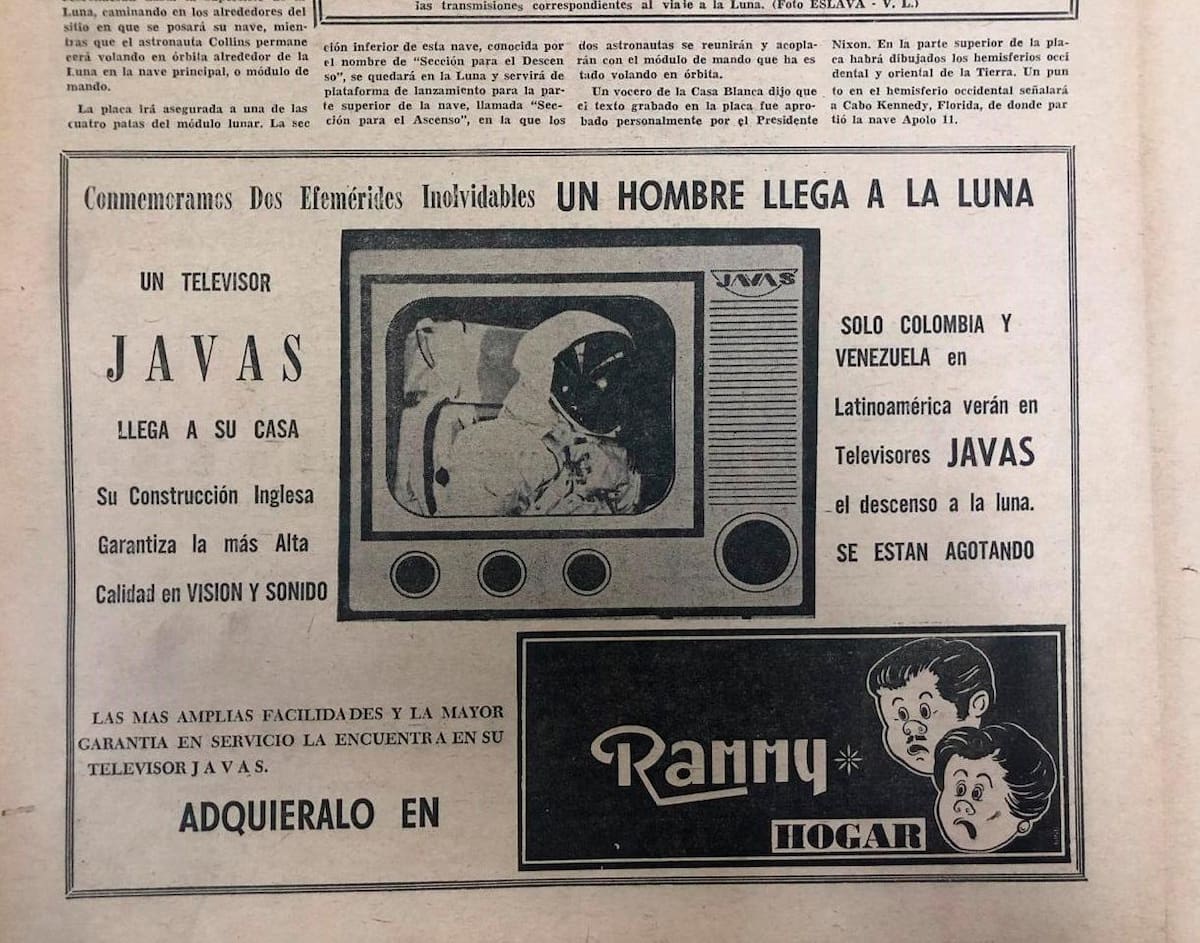 las transmisiones correspondientes al viaje a la Luna. (Foto ESLAVA - V. L.)
Luna, caminando en los alrededores del
sitio en que se posará su nave, mien-
tras que el astronauta Collins permane
cerá volando en órbita alrededor de la
Luna en la nave principal, o módulo de
mando.
La placa irá asegurada a una de las
cuatro patas del módulo lunar. La sec
ción inferior de esta nave, conocida por
el nombre de "Sección para el Descen
so", se quedará en la Luna y servirá de
plataforma de lanzamiento para la par-
te superior de la nave, llamada "Sec-
ción para el Ascenso", en la que los
dos astronautas se reunirán y acopla-
rán con el módulo de mando que ha es
tado volando en órbita.
Un vocero de la Casa Blanca dijo que
el texto grabado en la placa fue apro-
bado personalmente por el Presidente
Nixon. En la parte superior de la pla-
ca habrá dibujados los hemisferios occi
dental y oriental de la Tierra. Un pun
to en el hemisferio occidental señalará
a Cabo Kennedy, Florida, de donde par
tió la nave Apolo 11.
Conmemoramos Dos Efemérides Inolvidables UN HOMBRE LLEGA A LA LUNA
UN TELEVISOR
JAVAS
LLEGA A SU CASA
Su Construcción Inglesa
Garantiza la más Alta
Calidad en VISION Y SONIDO
JAVAS
SOLO COLOMBIA Y
VENEZUELA en
Latinoamérica verán en
Televisores JAVAS
el descenso a la luna.
SE ESTAN AGOTANDO
LAS MAS AMPLIAS FACILIDADES Y LA MAYOR
GARANTIA EN SERVICIO LA ENCUENTRA EN SU
TELEVISOR J A V A S.
ADQUIERALO EN
Rammy
HOGAR